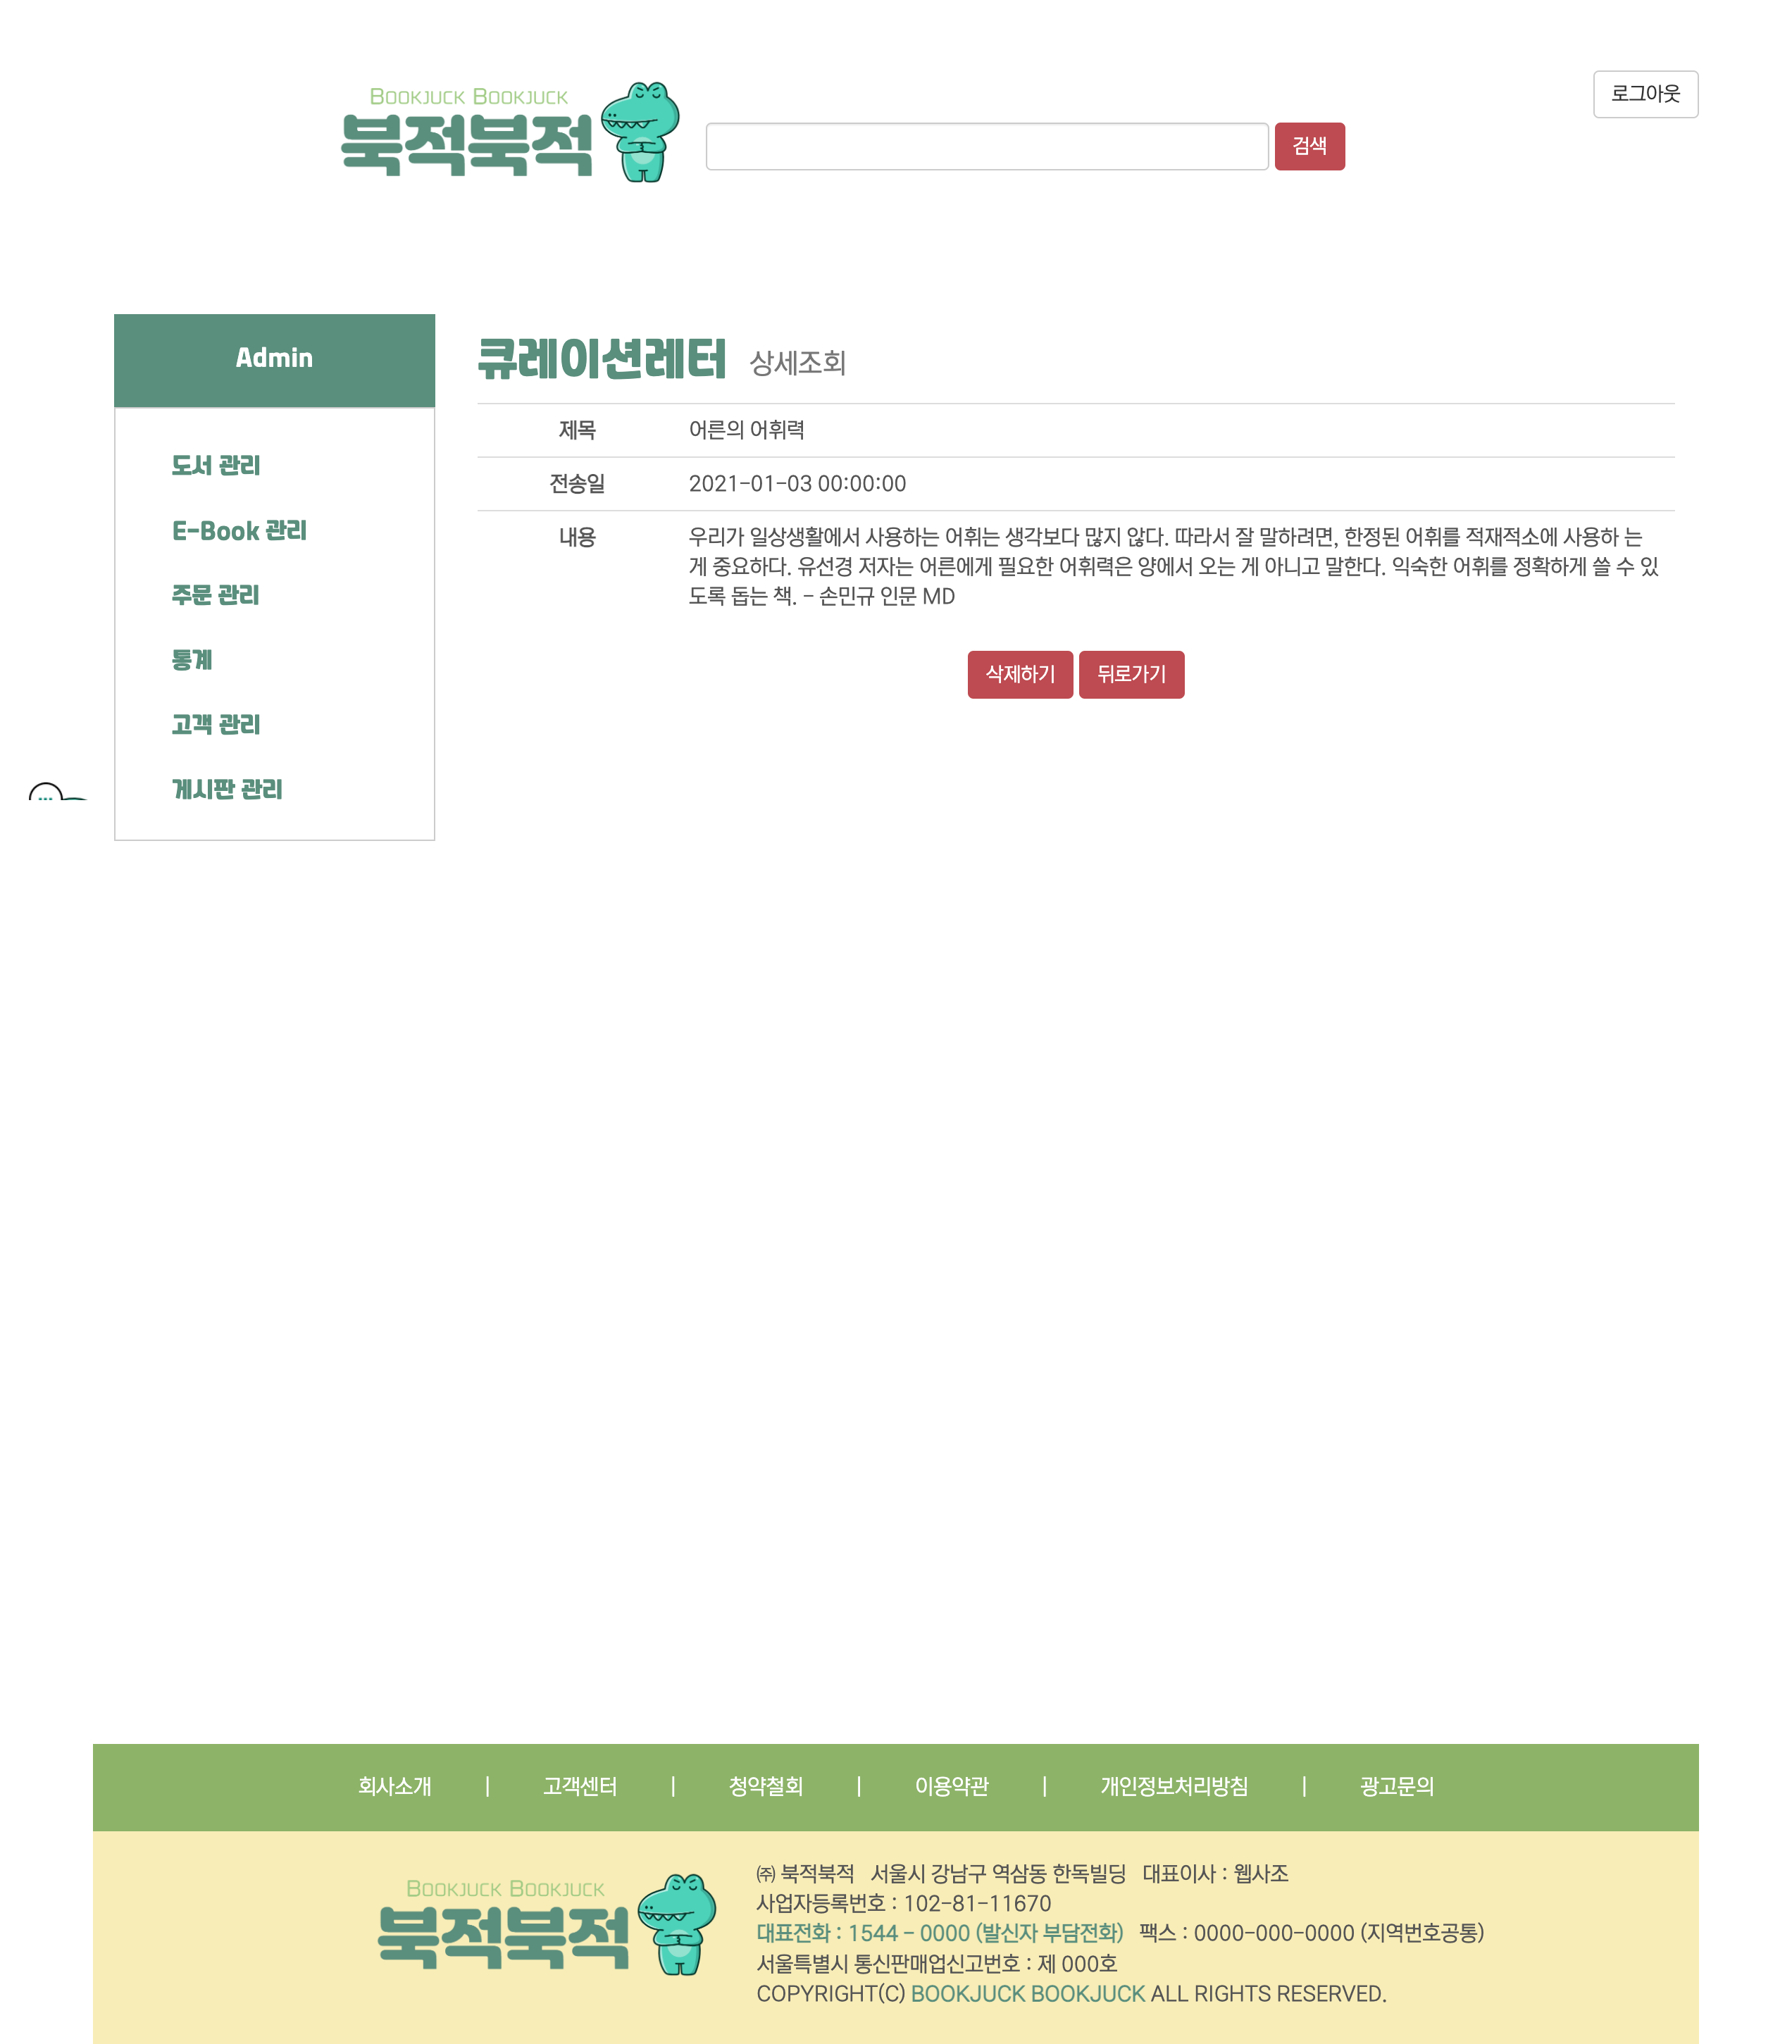 로그아웃
BOOKJUCK BOOKJUCK
북적북적
검색
Admin
도서 관리
E-Book 관리
주문 관리
통계
고객 관리
게시판 관리
큐레이션레터 상세조회
제목 어른의 어휘력
전송일 2021-01-03 00:00:00
내용 우리가 일상생활에서 사용하는 어휘는 생각보다 많지 않다. 따라서 잘 말하려면, 한정된 어휘를 적재적소에 사용하 는
게 중요하다. 유선경 저자는 어른에게 필요한 어휘력은 양에서 오는 게 아니고 말한다. 익숙한 어휘를 정확하게 쓸 수 있
도록 돕는 책. - 손민규 인문 MD
삭제하기 뒤로가기
회사소개 | 고객센터 | 청약철회 | 이용약관 | 개인정보처리방침 | 광고문의
BOOKJUCK BOOKJUCK
북적북적
㈜ 북적북적 서울시 강남구 역삼동 한독빌딩 대표이사 : 웹사조
사업자등록번호 : 102-81-11670
대표전화 : 1544 - 0000 (발신자 부담전화) 팩스 : 0000-000-0000 (지역번호공통)
서울특별시 통신판매업신고번호 : 제 000호
COPYRIGHT(C) BOOKJUCK BOOKJUCK ALL RIGHTS RESERVED.